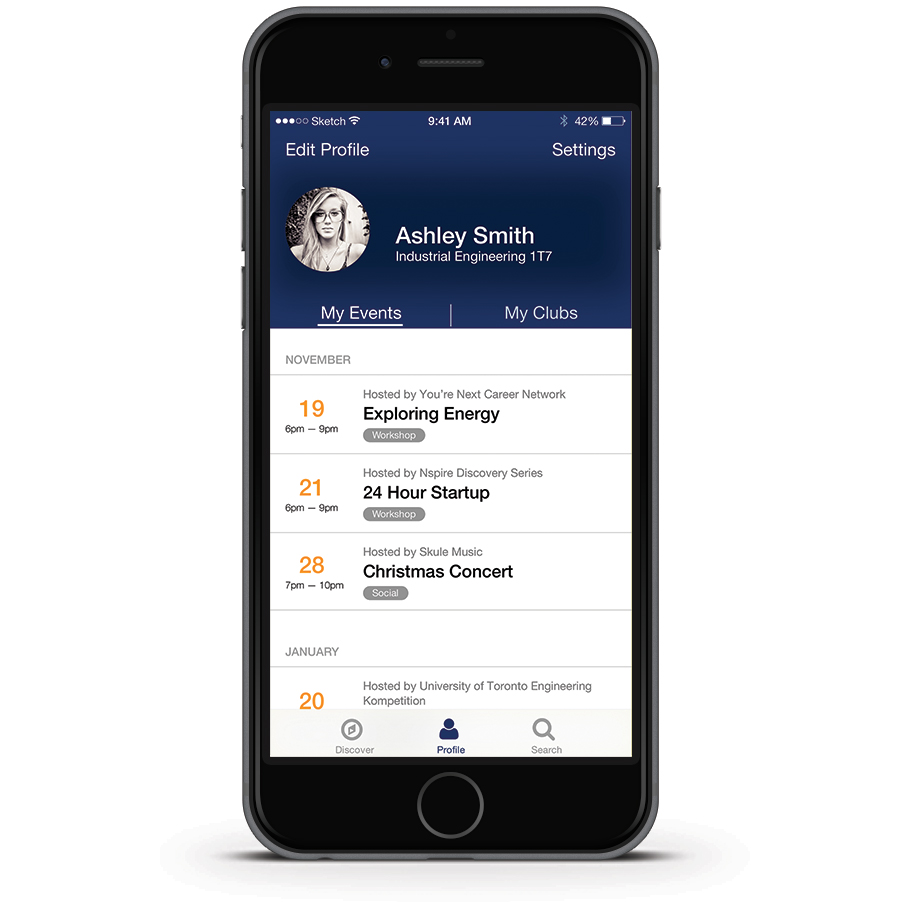 Sketch 9:41 AM 42%
Edit Profile Settings
Ashley Smith
Industrial Engineering 1T7
My Events My Clubs
NOVEMBER
19
6pm — 9pm
Hosted by You’re Next Career Network
Exploring Energy
Workshop
21
6pm — 9pm
Hosted by Nspire Discovery Series
24 Hour Startup
Workshop
28
7pm — 10pm
Hosted by Skule Music
Christmas Concert
Social
JANUARY
20
Hosted by University of Toronto Engineering
Kompetition
Discover Profile Search